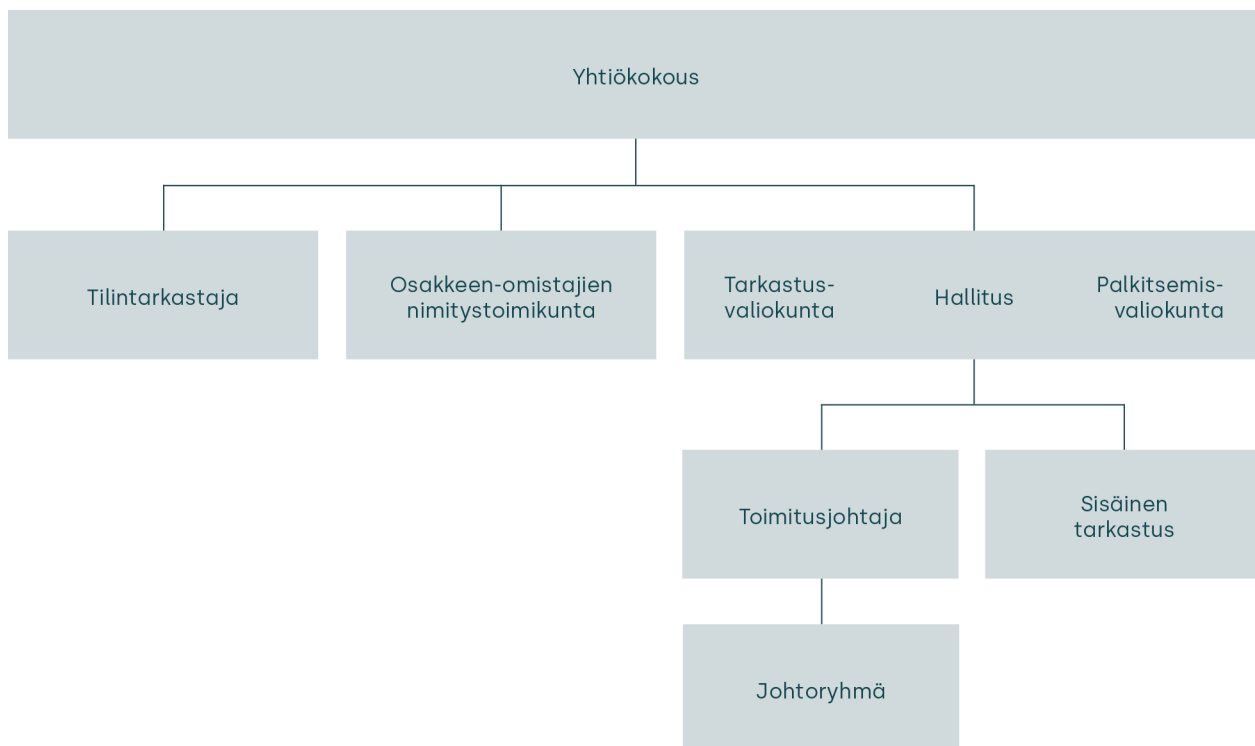 Yhtiökokous
Tilintarkastaja
Osakkeen-omistajien
nimitystoimikunta
Tarkastus-
valiokunta
Hallitus
Palkitsemis-
valiokunta
Toimitusjohtaja
Sisäinen
tarkastus
Johtoryhmä